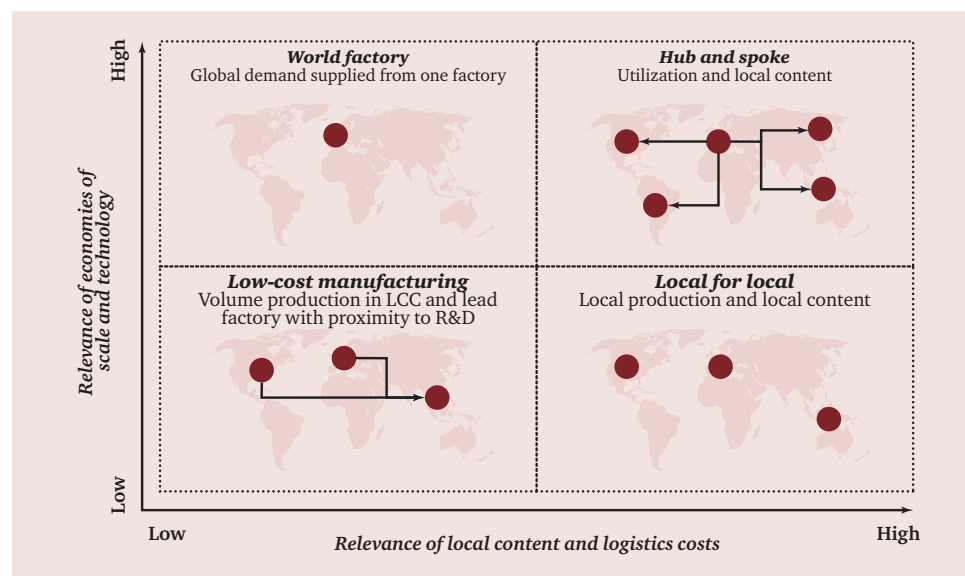 High
Relevance of economies of
scale and technology
Low
World factory
Global demand supplied from one factory
Hub and spoke
Utilization and local content
Low-cost manufacturing
Volume production in LCC and lead
factory with proximity to R&D
Local for local
Local production and local content
Low
Relevance of local content and logistics costs
High